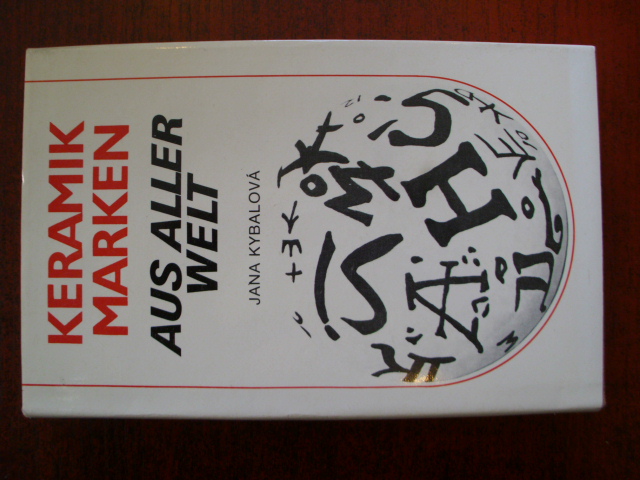 KERAMIK
MARKEN
AUS ALLER
WELT
JANA KYBALOVÁ